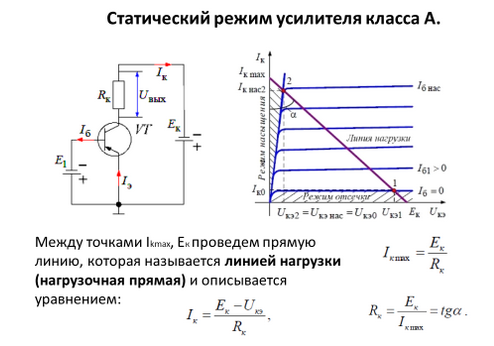 Статический режим усилителя класса А.
Iк
Rк
Uвых
Iб
VT
Eк
E1
−
+
−
+
Iэ
Iк
Iк max
Iк нас2
2
Iб нас
α
Режим насыщения
Линия нагрузки
Iб1 > 0
Iк0
1
Iб = 0
Режим отсечки
Uкэ2 = Uкэ нас = Uкэ0 Uкэ1 Eк Uкэ
Между точками Ikmax, Eк проведем прямую
линию, которая называется линией нагрузки
(нагрузочная прямая) и описывается
уравнением:
Iк = (Eк − Uкэ) / Rк ,
Iк max = Eк / Rк
Rк = Eк / Iк max = tgα .